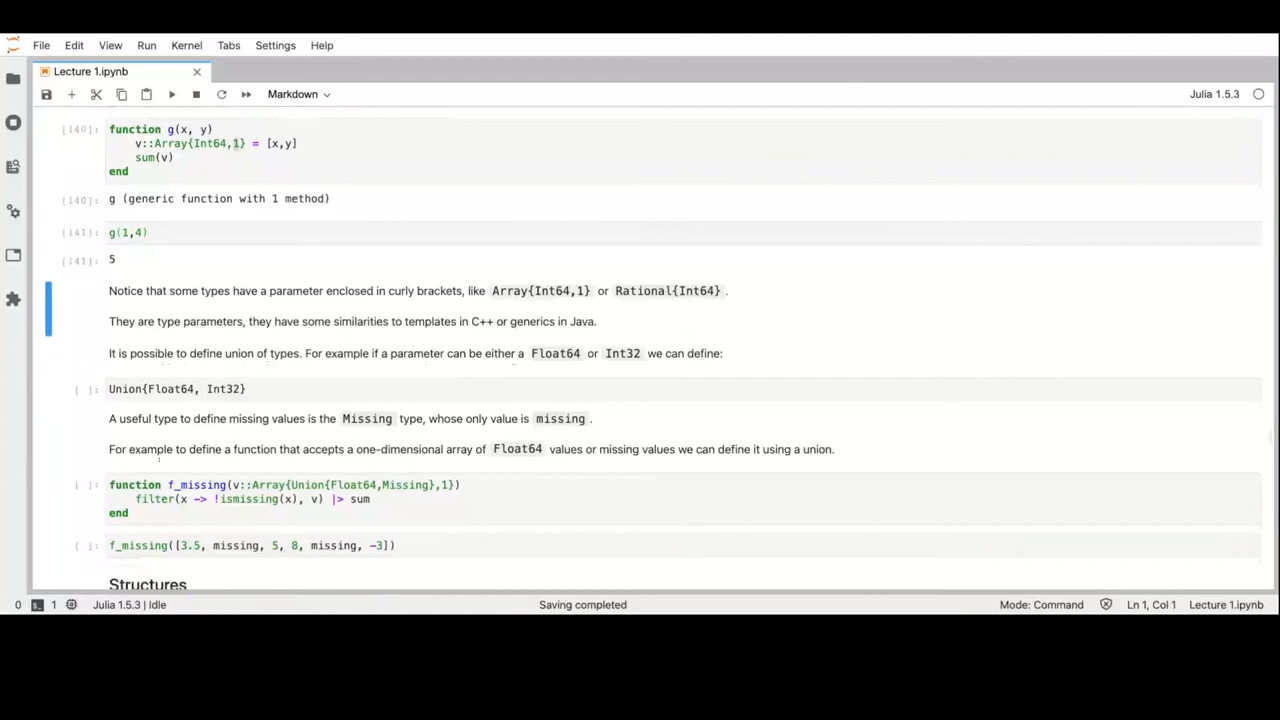 File Edit View Run Kernel Tabs Settings Help
Lecture 1.ipynb
Markdown Julia 1.5.3
[140]: function g(x, y)
v::Array{Int64,1} = [x,y]
sum(v)
end
[140]: g (generic function with 1 method)
[141]: g(1,4)
[141]: 5
Notice that some types have a parameter enclosed in curly brackets, like Array{Int64,1} or Rational{Int64} .
They are type parameters, they have some similarities to templates in C++ or generics in Java.
It is possible to define union of types. For example if a parameter can be either a Float64 or Int32 we can define:
[ ]: Union{Float64, Int32}
A useful type to define missing values is the Missing type, whose only value is missing .
For example to define a function that accepts a one-dimensional array of Float64 values or missing values we can define it using a union.
[ ]: function f_missing(v::Array{Union{Float64,Missing},1})
filter(x -> !ismissing(x), v) |> sum
end
[ ]: f_missing([3.5, missing, 5, 8, missing, -3])
Structures
0 1 Julia 1.5.3 | Idle Saving completed Mode: Command Ln 1, Col 1 Lecture 1.ipynb